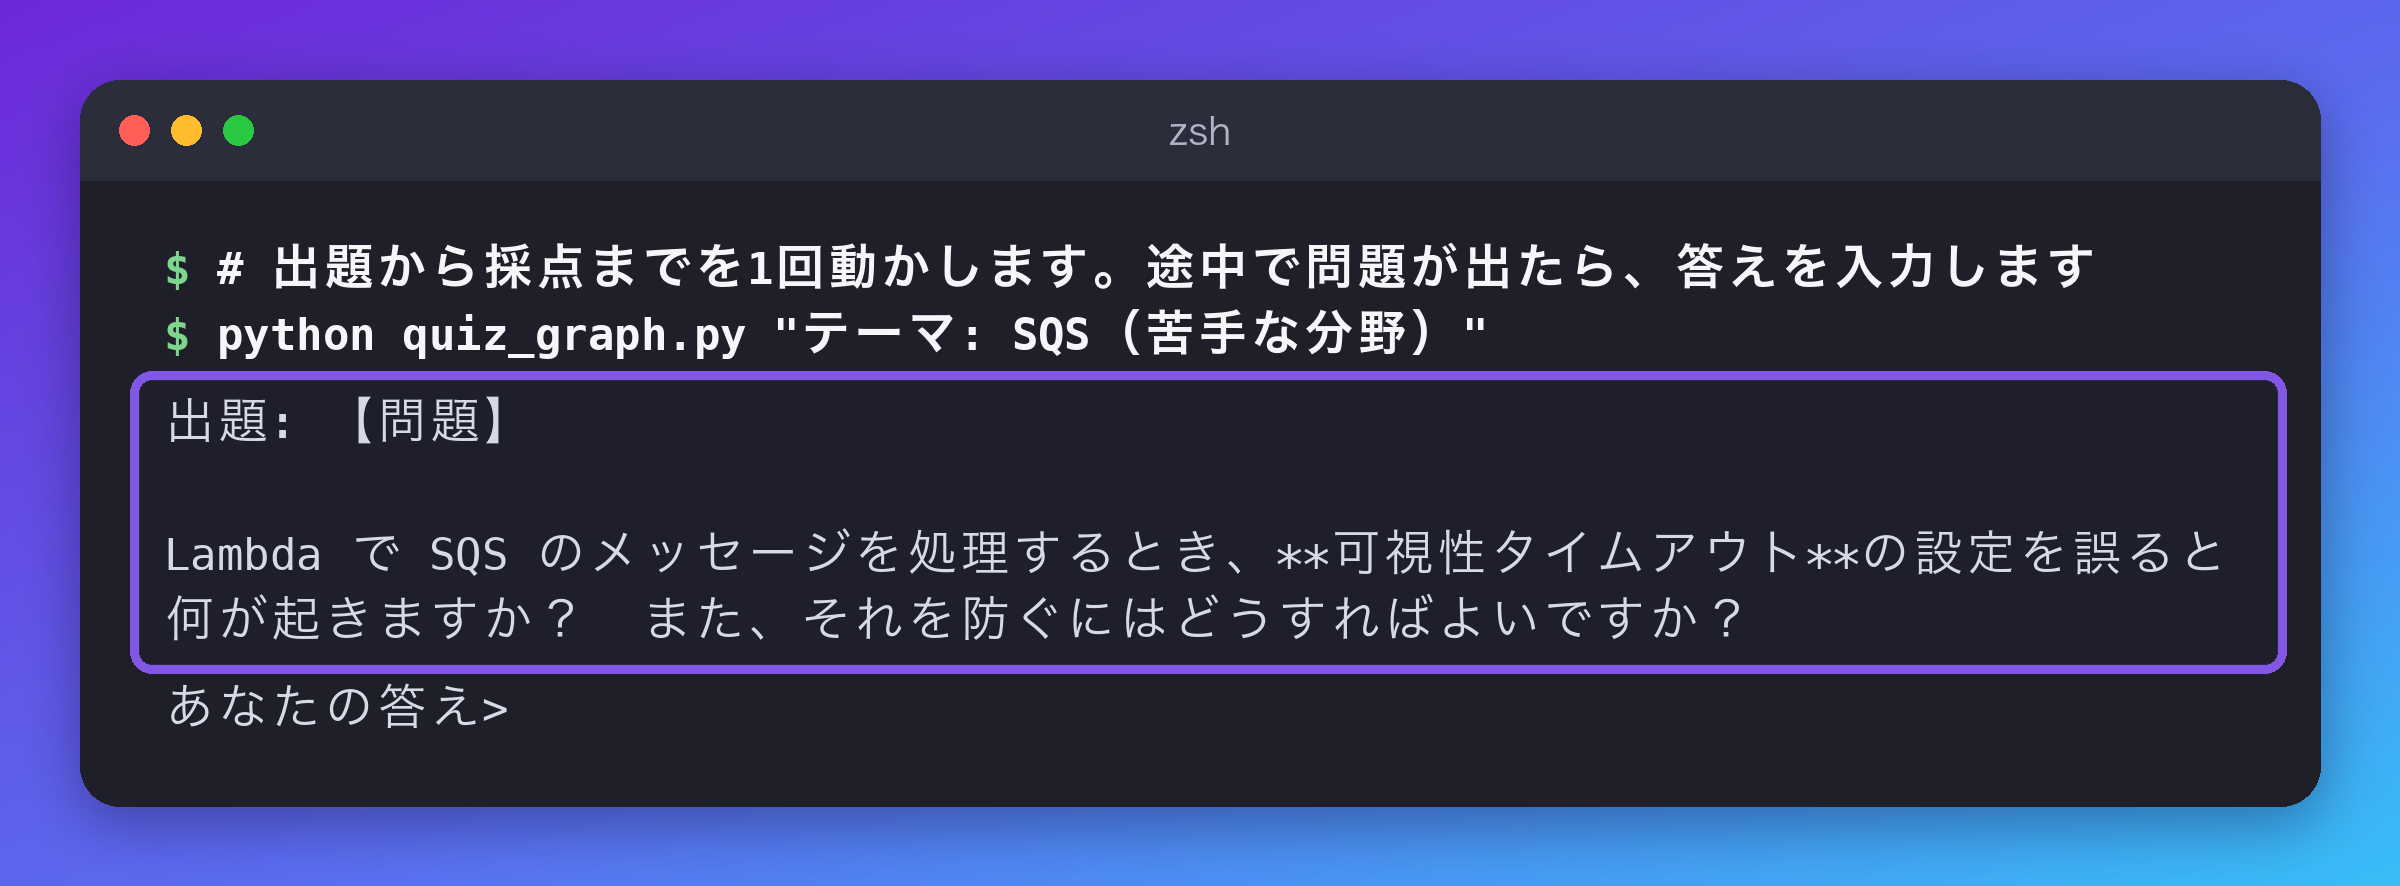 zsh
$ # 出題から採点までを1回動かします。途中で問題が出たら、答えを入力します
$ python quiz_graph.py "テーマ: SQS（苦手な分野）"
出題: 【問題】
Lambda で SQS のメッセージを処理するとき、**可視性タイムアウト**の設定を誤ると
何が起きますか？　また、それを防ぐにはどうすればよいですか？
あなたの答え>